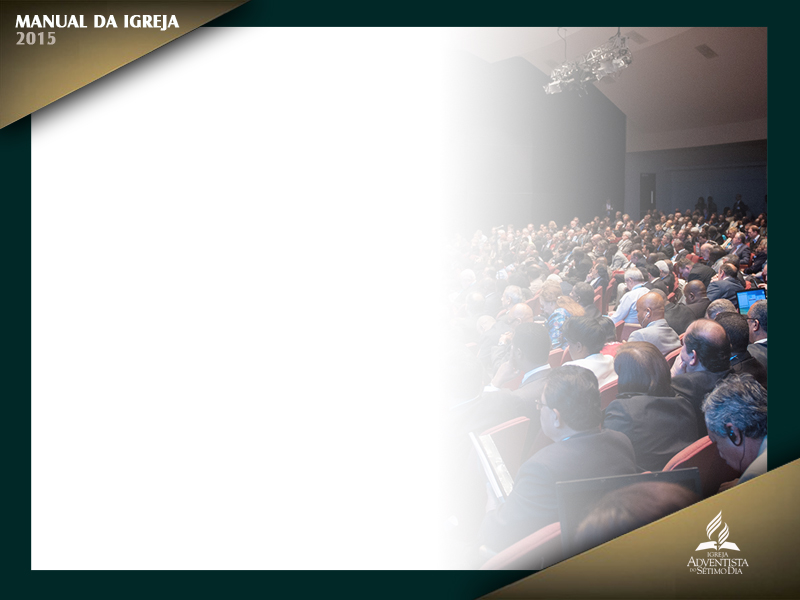 MANUAL DA IGREJA
2015
IGREJA
ADVENTISTA
DO SÉTIMO DIA